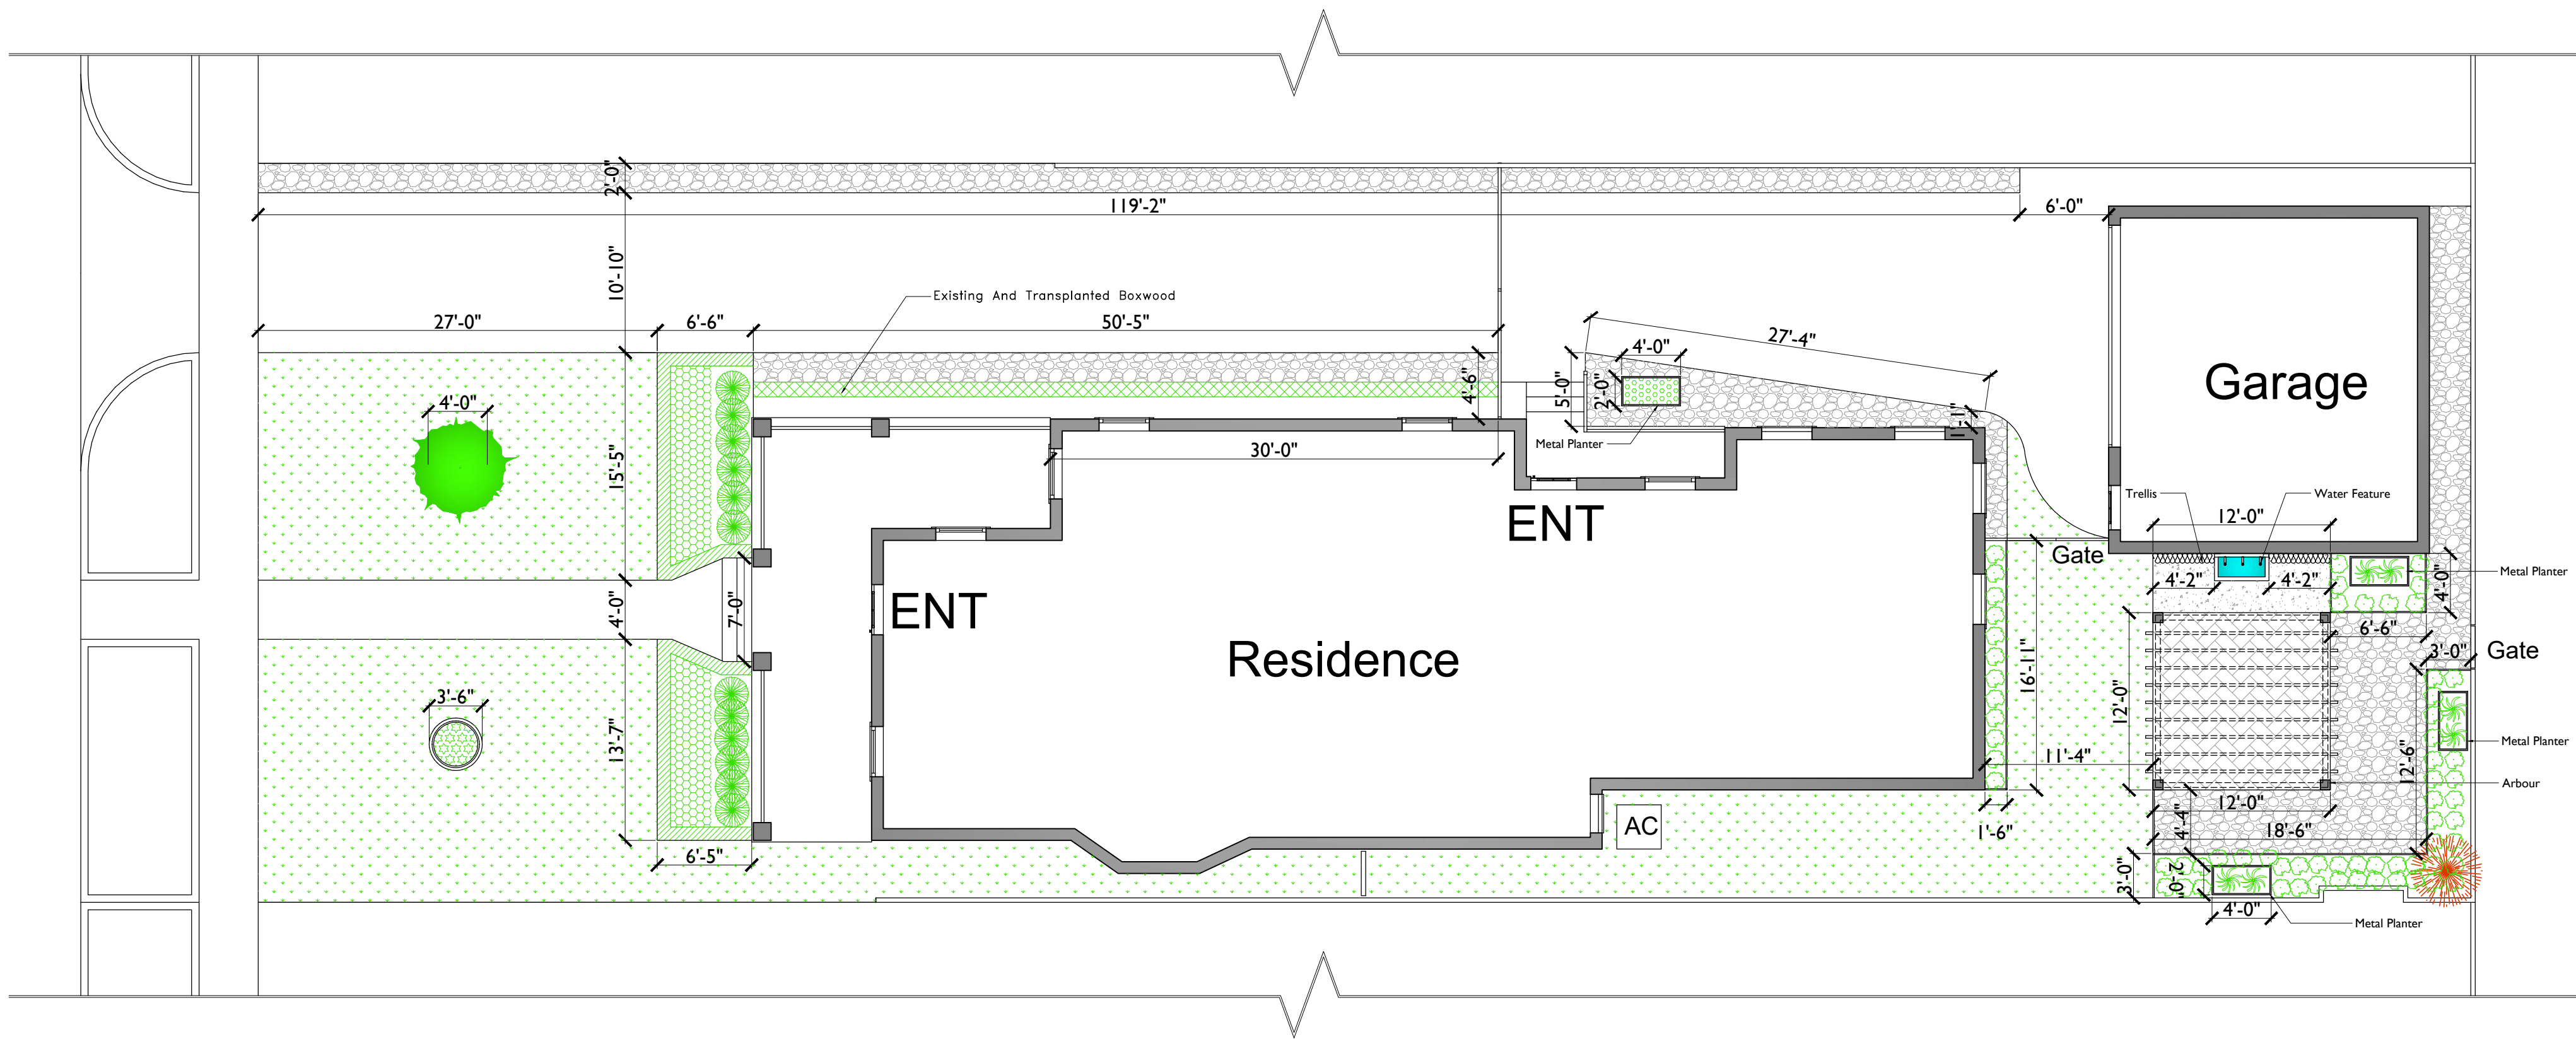 2'-0"
119'-2"
6'-0"
10'-10"
Existing And Transplanted Boxwood
27'-0"
6'-6"
50'-5"
27'-4"
4'-0"
4'-6"
5'-0"
2'-0"
Metal Planter
1'-1"
Garage
4'-0"
15'-5"
30'-0"
Trellis
Water Feature
12'-0"
ENT
Gate
4'-2"
4'-2"
4'-0"
Metal Planter
4'-0"
7'-0"
ENT
Residence
6'-6"
3'-0"
Gate
16'-11"
12'-0"
3'-6"
13'-7"
11'-4"
12'-6"
Metal Planter
Arbour
12'-0"
4'-4"
18'-6"
AC
1'-6"
6'-5"
3'-0"
2'-0"
4'-0"
Metal Planter